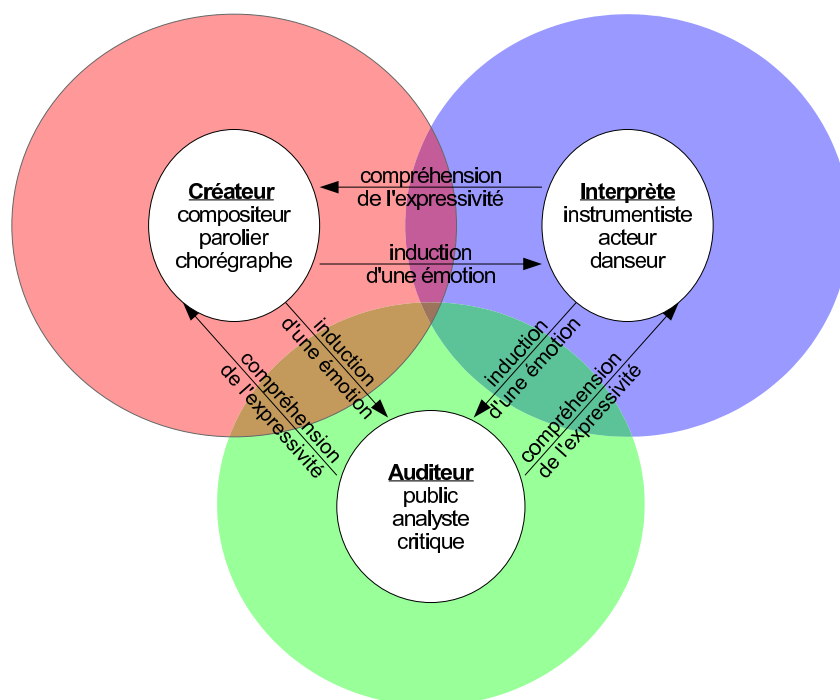 Créateur
compositeur
parolier
chorégraphe
compréhension
de l'expressivité
induction
d'une émotion
Interprète
instrumentiste
acteur
danseur
induction
d'une émotion
compréhension
de l'expressivité
induction
d'une émotion
compréhension
de l'expressivité
Auditeur
public
analyste
critique